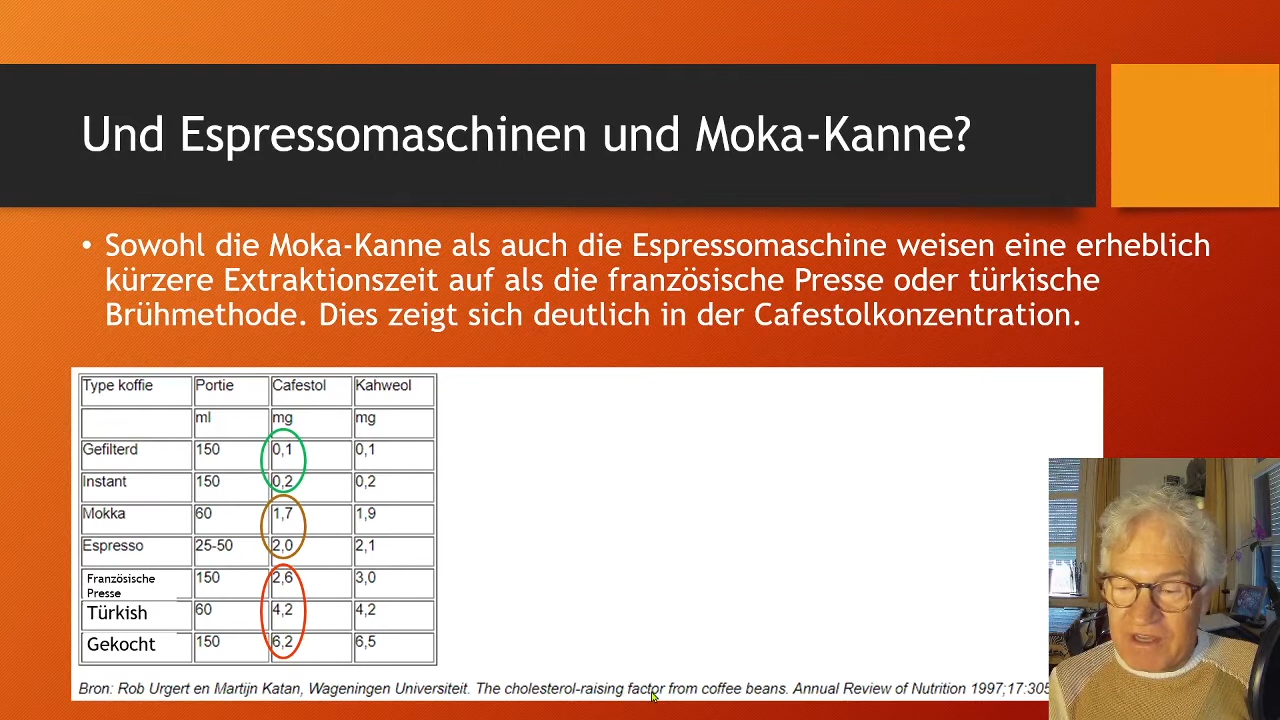 Und Espressomaschinen und Moka-Kanne?
• Sowohl die Moka-Kanne als auch die Espressomaschine weisen eine erheblich
kürzere Extraktionszeit auf als die französische Presse oder türkische
Brühmethode. Dies zeigt sich deutlich in der Cafestolkonzentration.
Type koffie Portie Cafestol Kahweol
ml mg mg
Gefilterd 150 0,1 0,1
Instant 150 0,2 0,2
Mokka 60 1,7 1,9
Espresso 25-50 2,0 2,1
Französische
Presse 150 2,6 3,0
Türkish 60 4,2 4,2
Gekocht 150 6,2 6,5
Bron: Rob Urgert en Martijn Katan, Wageningen Universiteit. The cholesterol-raising factor from coffee beans. Annual Review of Nutrition 1997;17:305